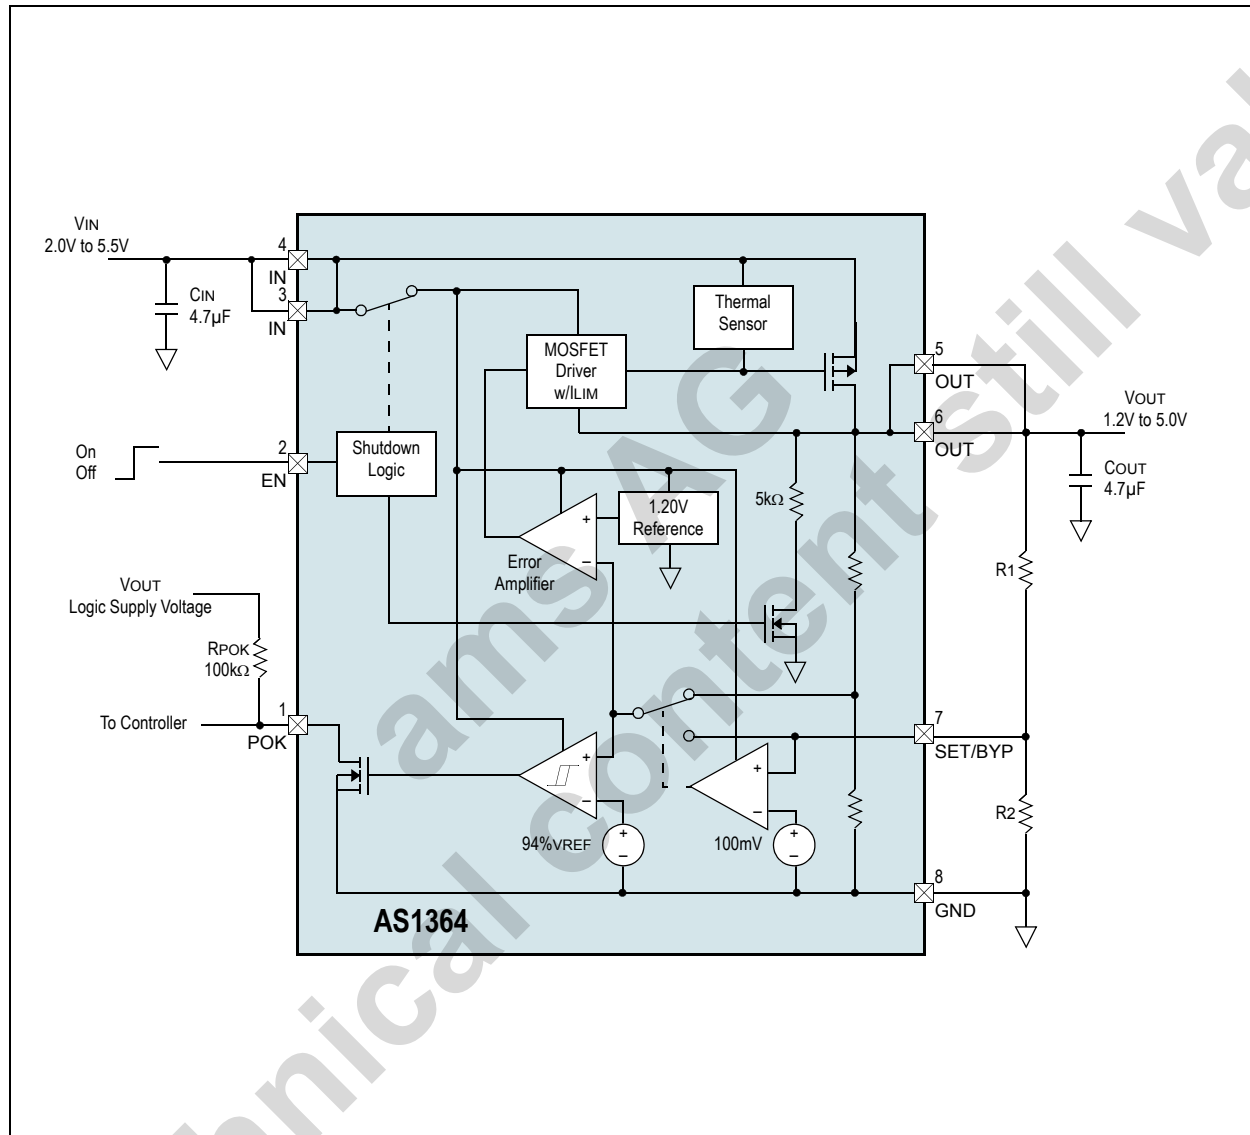 VIN
2.0V to 5.5V
4
IN
3
IN
CIN
4.7µF
Thermal
Sensor
MOSFET
Driver
w/ILIM
5
OUT
6
OUT
VOUT
1.2V to 5.0V
COUT
4.7µF
On
Off
2
EN
Shutdown
Logic
5kΩ
+
1.20V
Reference
−
Error
Amplifier
R1
VOUT
Logic Supply Voltage
RPOK
100kΩ
To Controller
1
POK
7
SET/BYP
+
−
+
−
94%VREF
+
−
100mV
+
−
R2
8
GND
AS1364
ams AG
hnical content still val